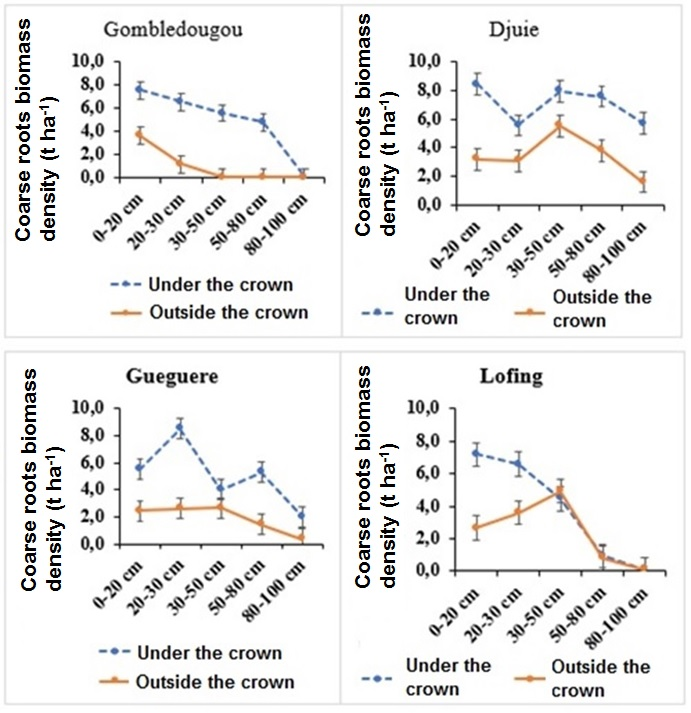 Gombledougou
Coarse roots biomass
density (t ha-1)
10,0
8,0
6,0
4,0
2,0
0,0
0-20 cm
20-30 cm
30-50 cm
50-80 cm
80-100 cm
Under the crown
Outside the crown
Djuie
Coarse roots biomass
density (t ha-1)
10,0
8,0
6,0
4,0
2,0
0,0
0-20 cm
20-30 cm
30-50 cm
50-80 cm
80-100 cm
Under the
crown
Outside the
crown
Gueguere
Coarse roots biomass
density (t ha-1)
10,0
8,0
6,0
4,0
2,0
0,0
0-20 cm
20-30 cm
30-50 cm
50-80 cm
80-100 cm
Under the crown
Outside the crown
Lofing
Coarse roots biomass
density (t ha-1)
10,0
8,0
6,0
4,0
2,0
0,0
0-20 cm
20-30 cm
30-50 cm
50-80 cm
80-100 cm
Under the
crown
Outside the
crown